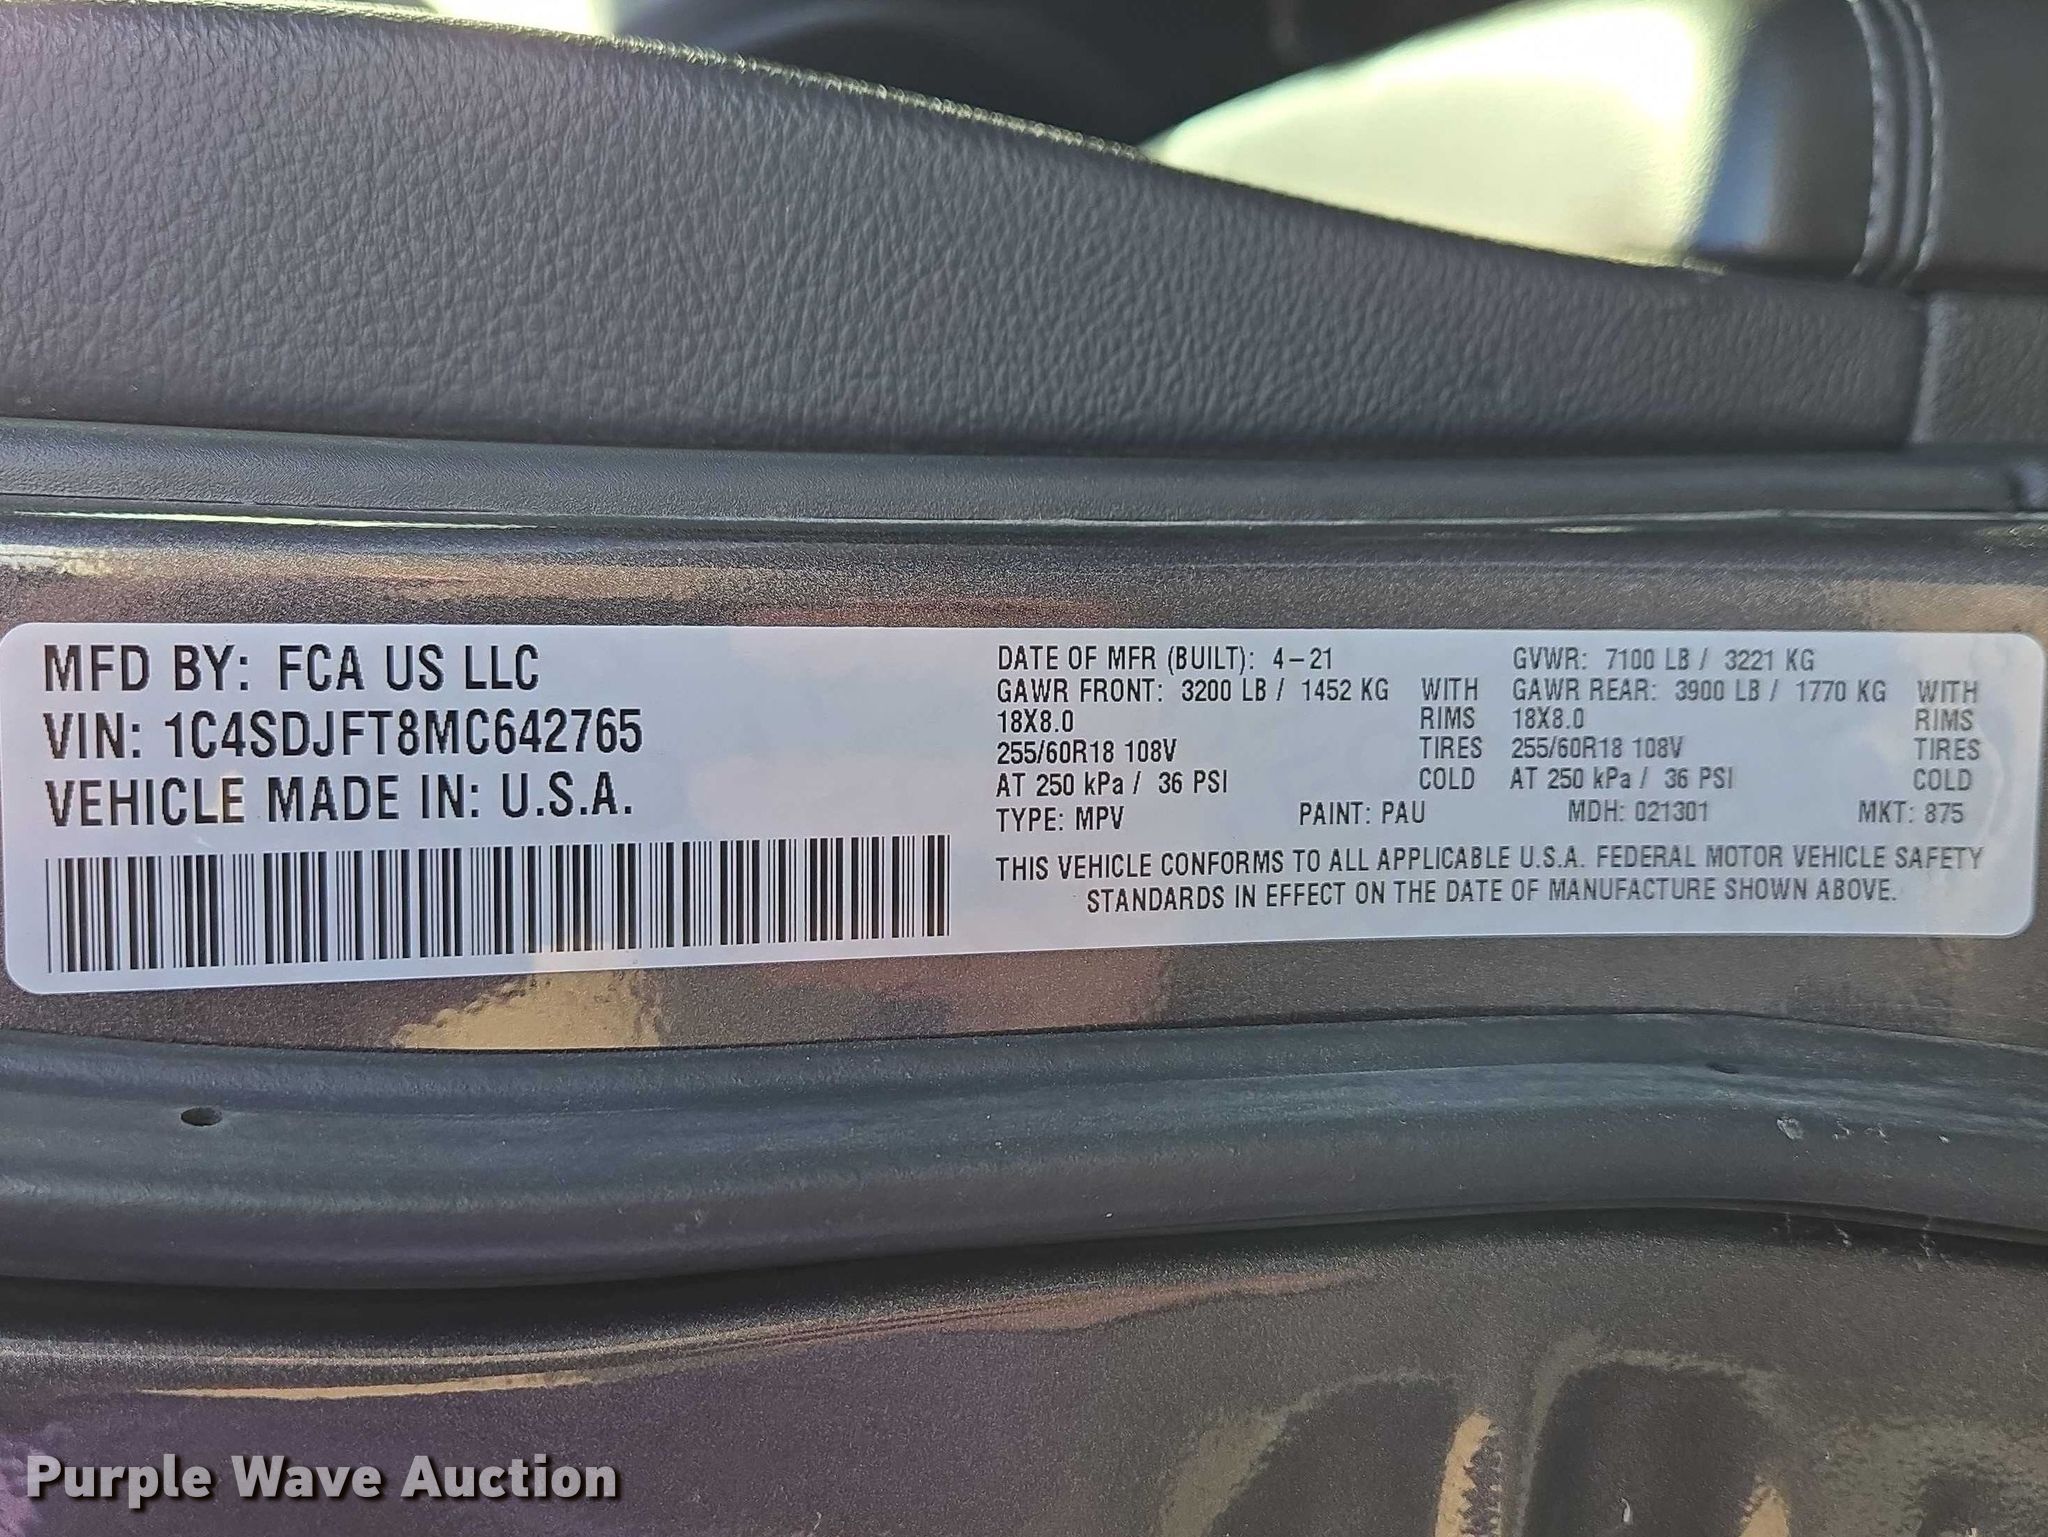 MFD BY: FCA US LLC
VIN: 1C4SDJFT8MC642765
VEHICLE MADE IN: U.S.A.
DATE OF MFR (BUILT): 4-21 GVWR: 7100 LB / 3221 KG
GAWR FRONT: 3200 LB / 1452 KG WITH GAWR REAR: 3900 LB / 1770 KG WITH
18X8.0 RIMS 18X8.0 RIMS
255/60R18 108V TIRES 255/60R18 108V TIRES
AT 250 kPa / 36 PSI COLD AT 250 kPa / 36 PSI COLD
TYPE: MPV PAINT: PAU MDH: 021301 MKT: 875
THIS VEHICLE CONFORMS TO ALL APPLICABLE U.S.A. FEDERAL MOTOR VEHICLE SAFETY
STANDARDS IN EFFECT ON THE DATE OF MANUFACTURE SHOWN ABOVE.
Purple Wave Auction